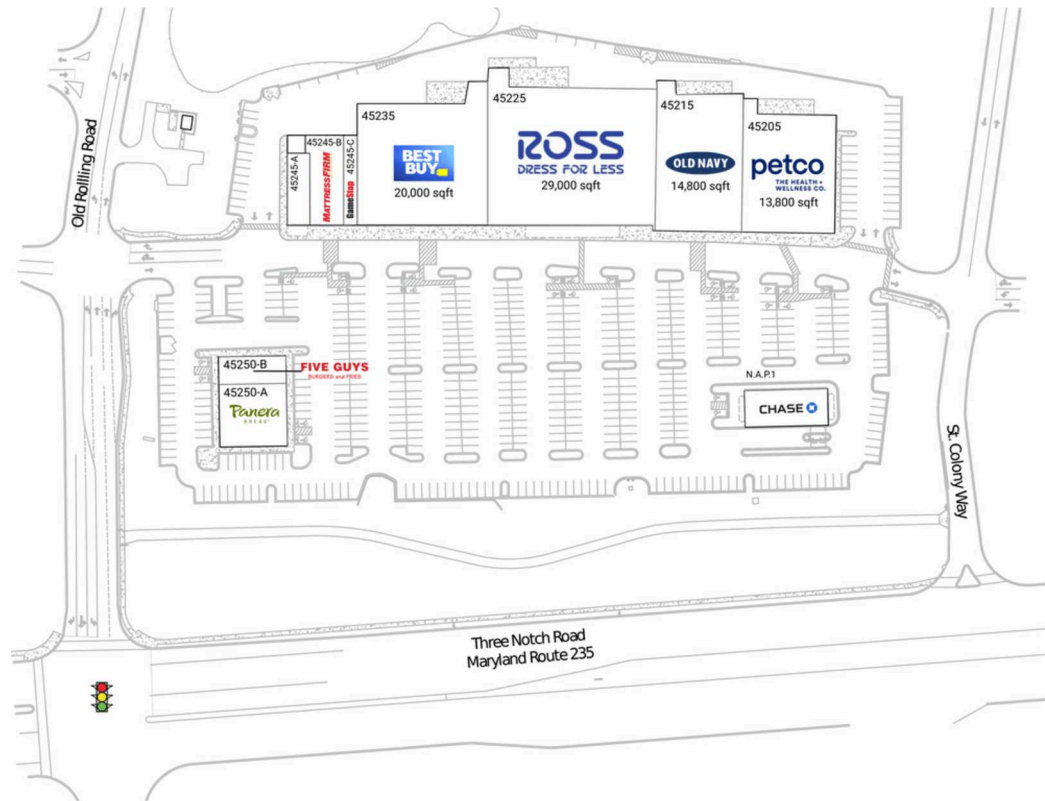 Old Rollling Road
45225
45235
45215
45205
45245-A
45245-B
45245-C
MATTRESSFIRM
GameStop
BEST
BUY
20,000 sqft
ROSS
DRESS FOR LESS
29,000 sqft
OLD NAVY
14,800 sqft
petco
THE HEALTH +
WELLNESS CO.
13,800 sqft
45250-B
FIVE GUYS
BURGERS and FRIES
45250-A
Panera
BREAD
N.A.P.1
CHASE
St. Colony Way
Three Notch Road
Maryland Route 235